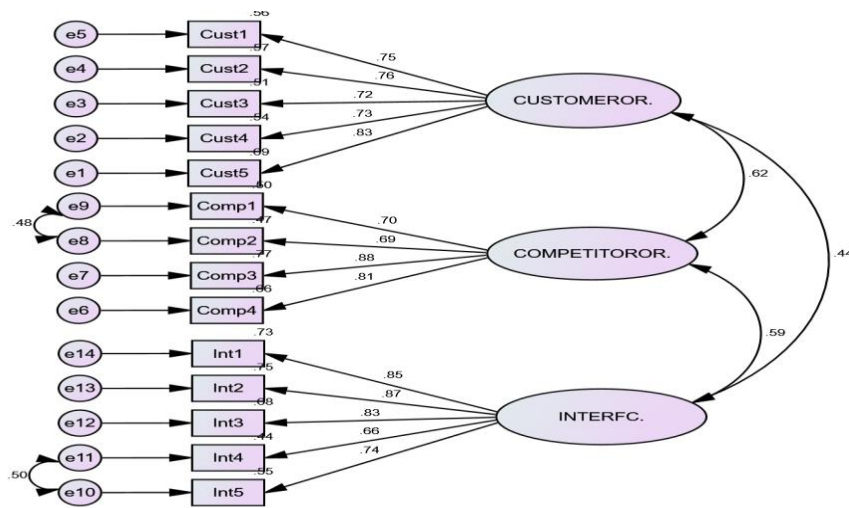 .56
e5 Cust1 .75
.57
e4 Cust2 .76
.51
e3 Cust3 .72 CUSTOMEROR.
.54
e2 Cust4 .73
.69
e1 Cust5 .83
.62
.50
e9 Comp1 .70
.48
.47
e8 Comp2 .69
.77
e7 Comp3 .88 COMPETITOROR.
.66
e6 Comp4 .81
.44
.73
e14 Int1 .85
.59
.75
e13 Int2 .87
.68
e12 Int3 .83 INTERFC.
.44
e11 Int4 .66
.50
.55
e10 Int5 .74